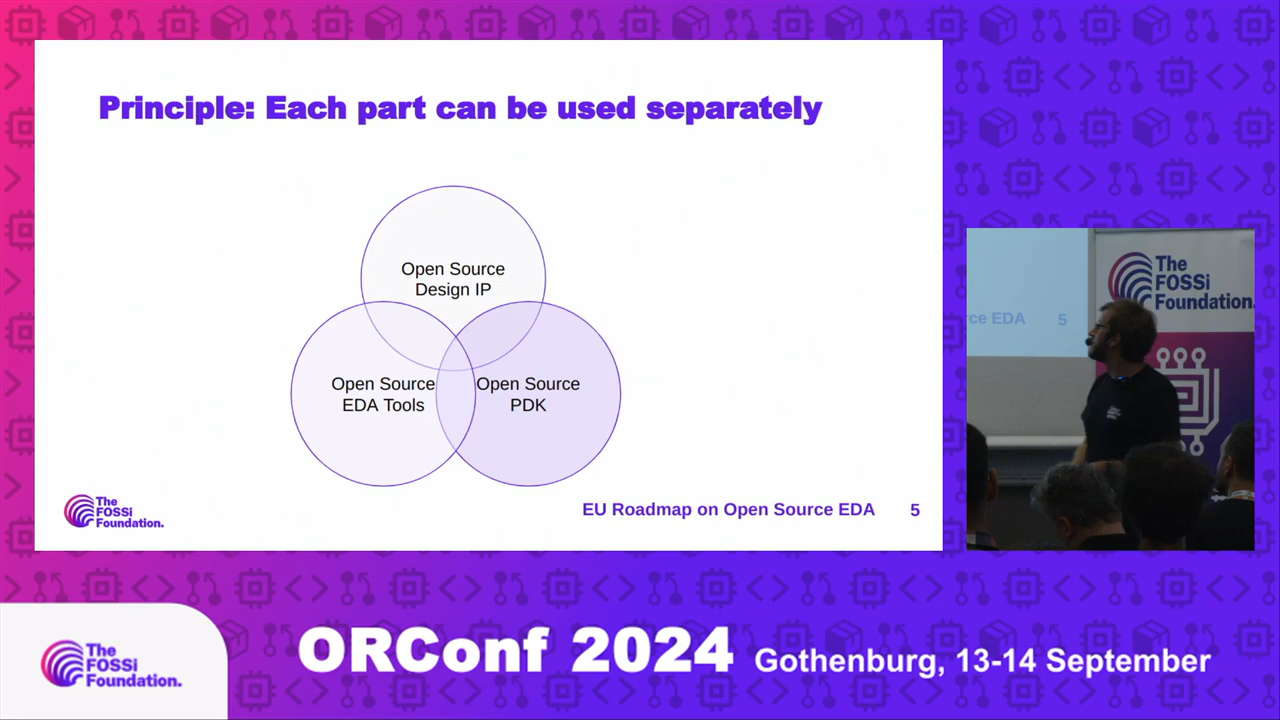 Principle: Each part can be used separately
Open Source
Design IP
Open Source
EDA Tools
Open Source
PDK
The
FOSSi
Foundation.
EU Roadmap on Open Source EDA
5
The
FOSSi
Foundation.
rce EDA
5
The
FOSSi
Foundation.
ORConf 2024
Gothenburg, 13-14 September